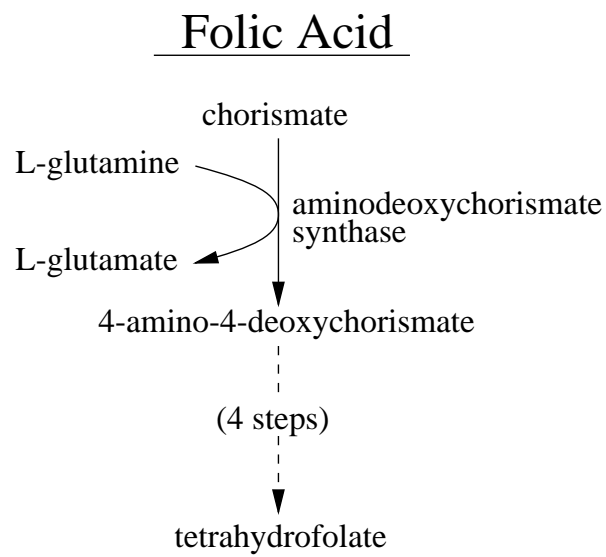 Folic Acid
chorismate
L-glutamine
aminodeoxychorismate
synthase
L-glutamate
4-amino-4-deoxychorismate
(4 steps)
tetrahydrofolate